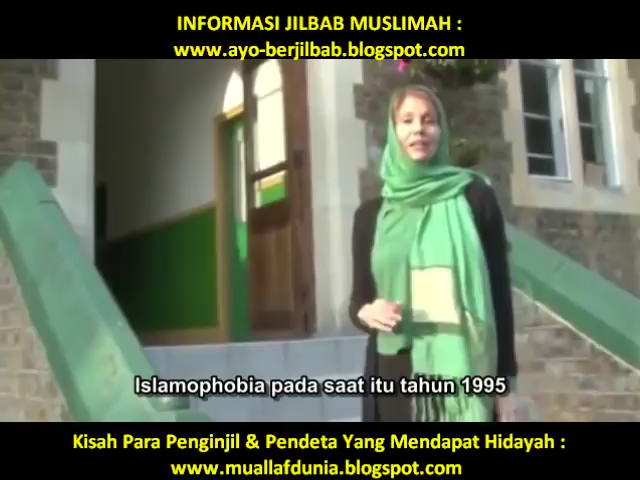 INFORMASI JILBAB MUSLIMAH :
www.ayo-berjilbab.blogspot.com
Islamophobia pada saat itu tahun 1995
Kisah Para Penginjil & Pendeta Yang Mendapat Hidayah :
www.muallafdunia.blogspot.com